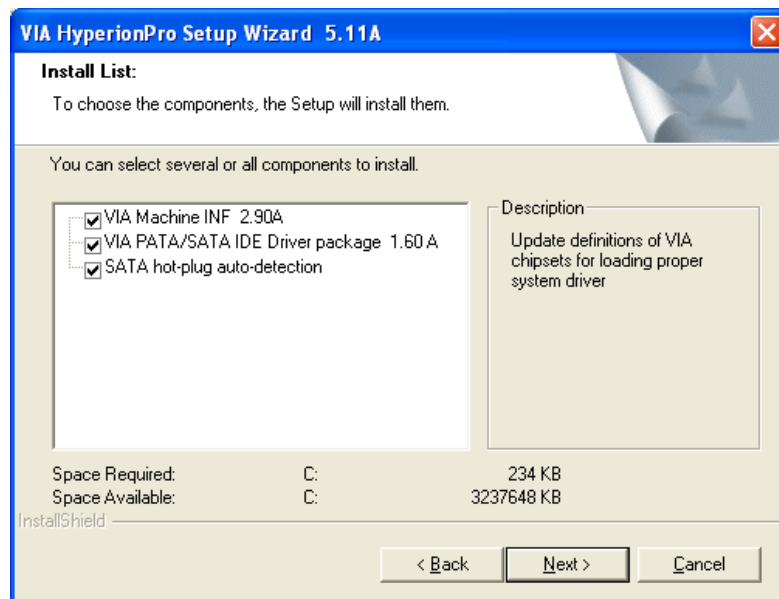 VIA HyperionPro Setup Wizard 5.11A
Install List:
To choose the components, the Setup will install them.
You can select several or all components to install.
VIA Machine INF 2.90A
VIA PATA/SATA IDE Driver package 1.60 A
SATA hot-plug auto-detection
Description
Update definitions of VIA
chipsets for loading proper
system driver
Space Required: C: 234 KB
Space Available: C: 3237648 KB
InstallShield
< Back Next > Cancel